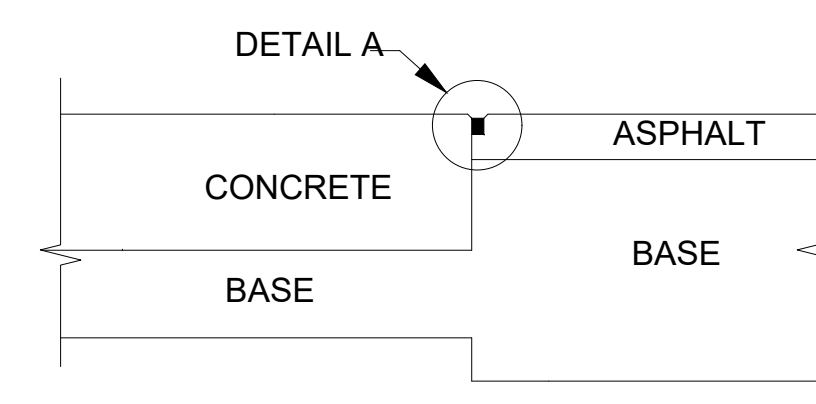 DETAIL A
ASPHALT
CONCRETE
BASE
BASE